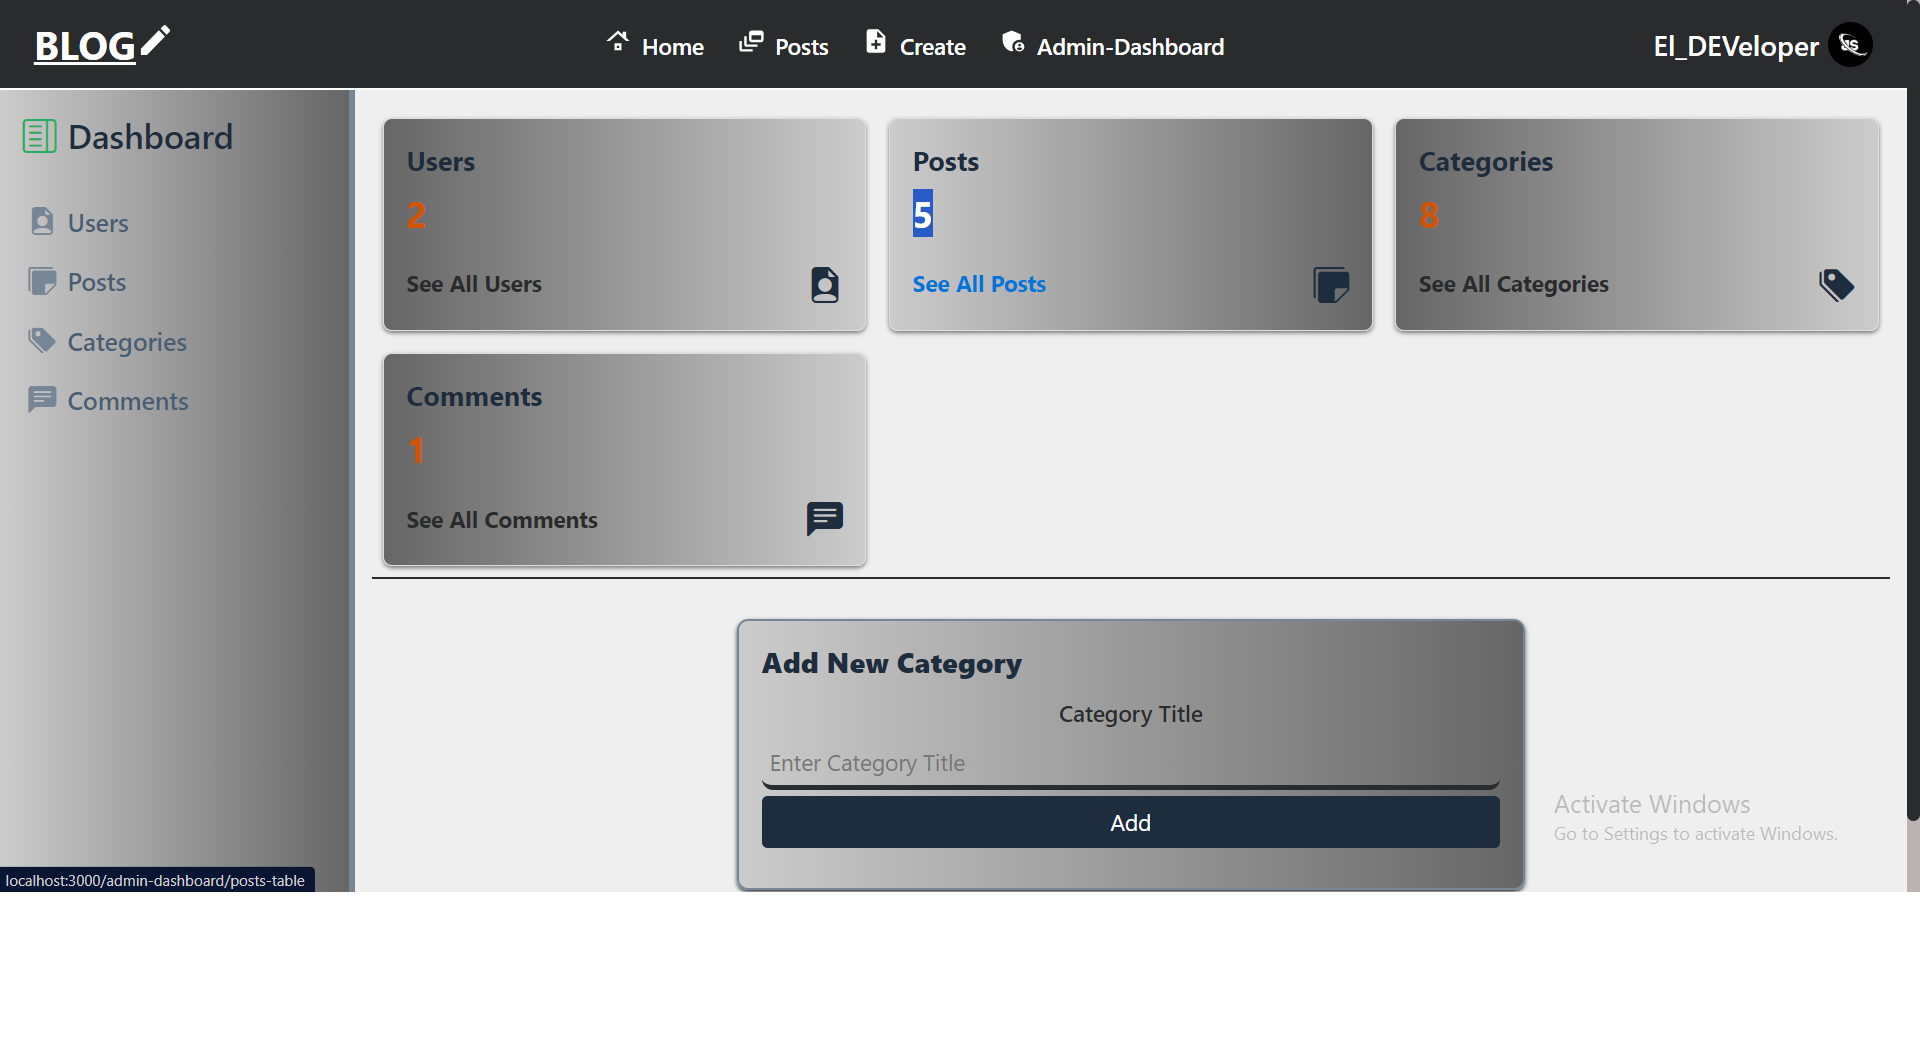 BLOG
Home
Posts
Create
Admin-Dashboard
El_DEVeloper
Dashboard
Users
Posts
Categories
Comments
Users
2
See All Users
Posts
5
See All Posts
Categories
8
See All Categories
Comments
1
See All Comments
Add New Category
Category Title
Enter Category Title
Add
Activate Windows
Go to Settings to activate Windows.
localhost:3000/admin-dashboard/posts-table